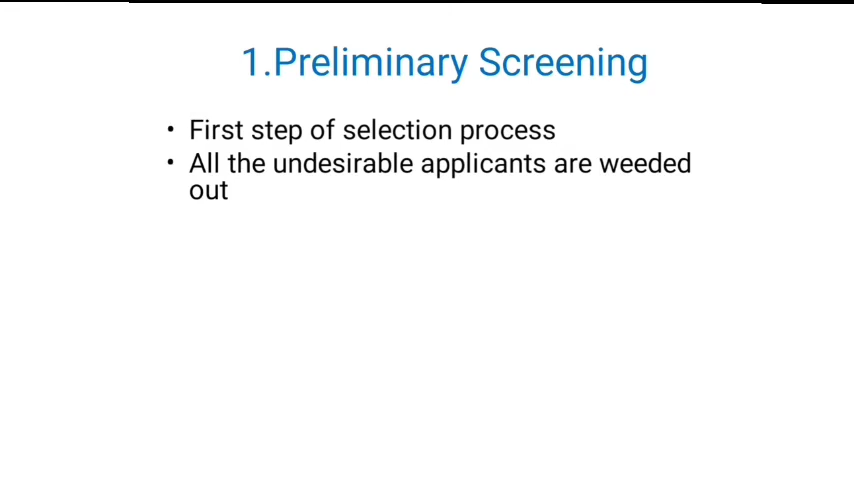 1.Preliminary Screening
• First step of selection process
• All the undesirable applicants are weeded
out